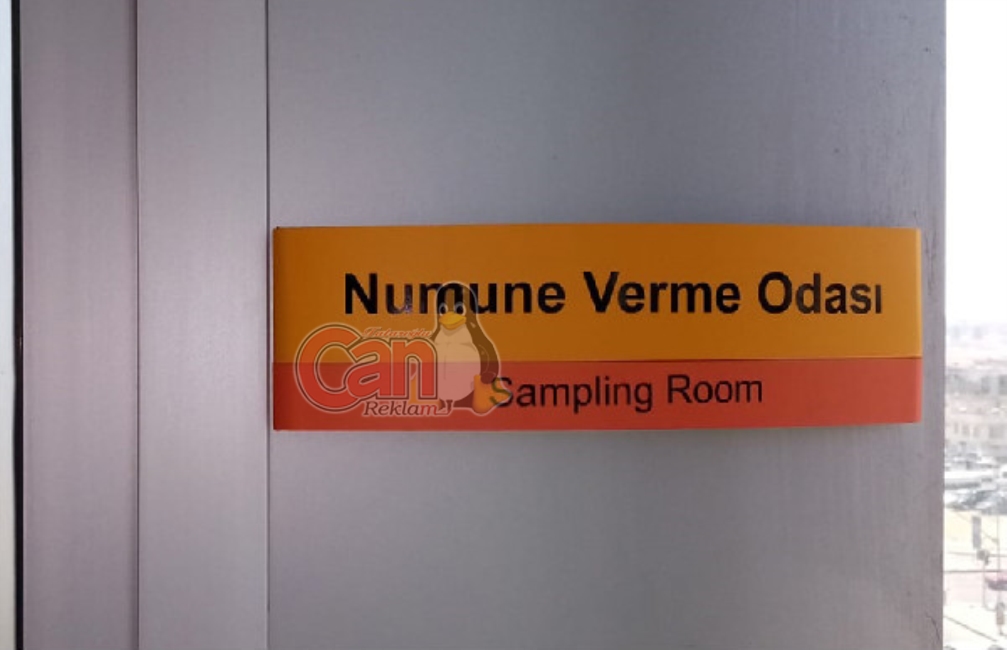 Numune Verme Odası
Sampling Room
Can
Reklam